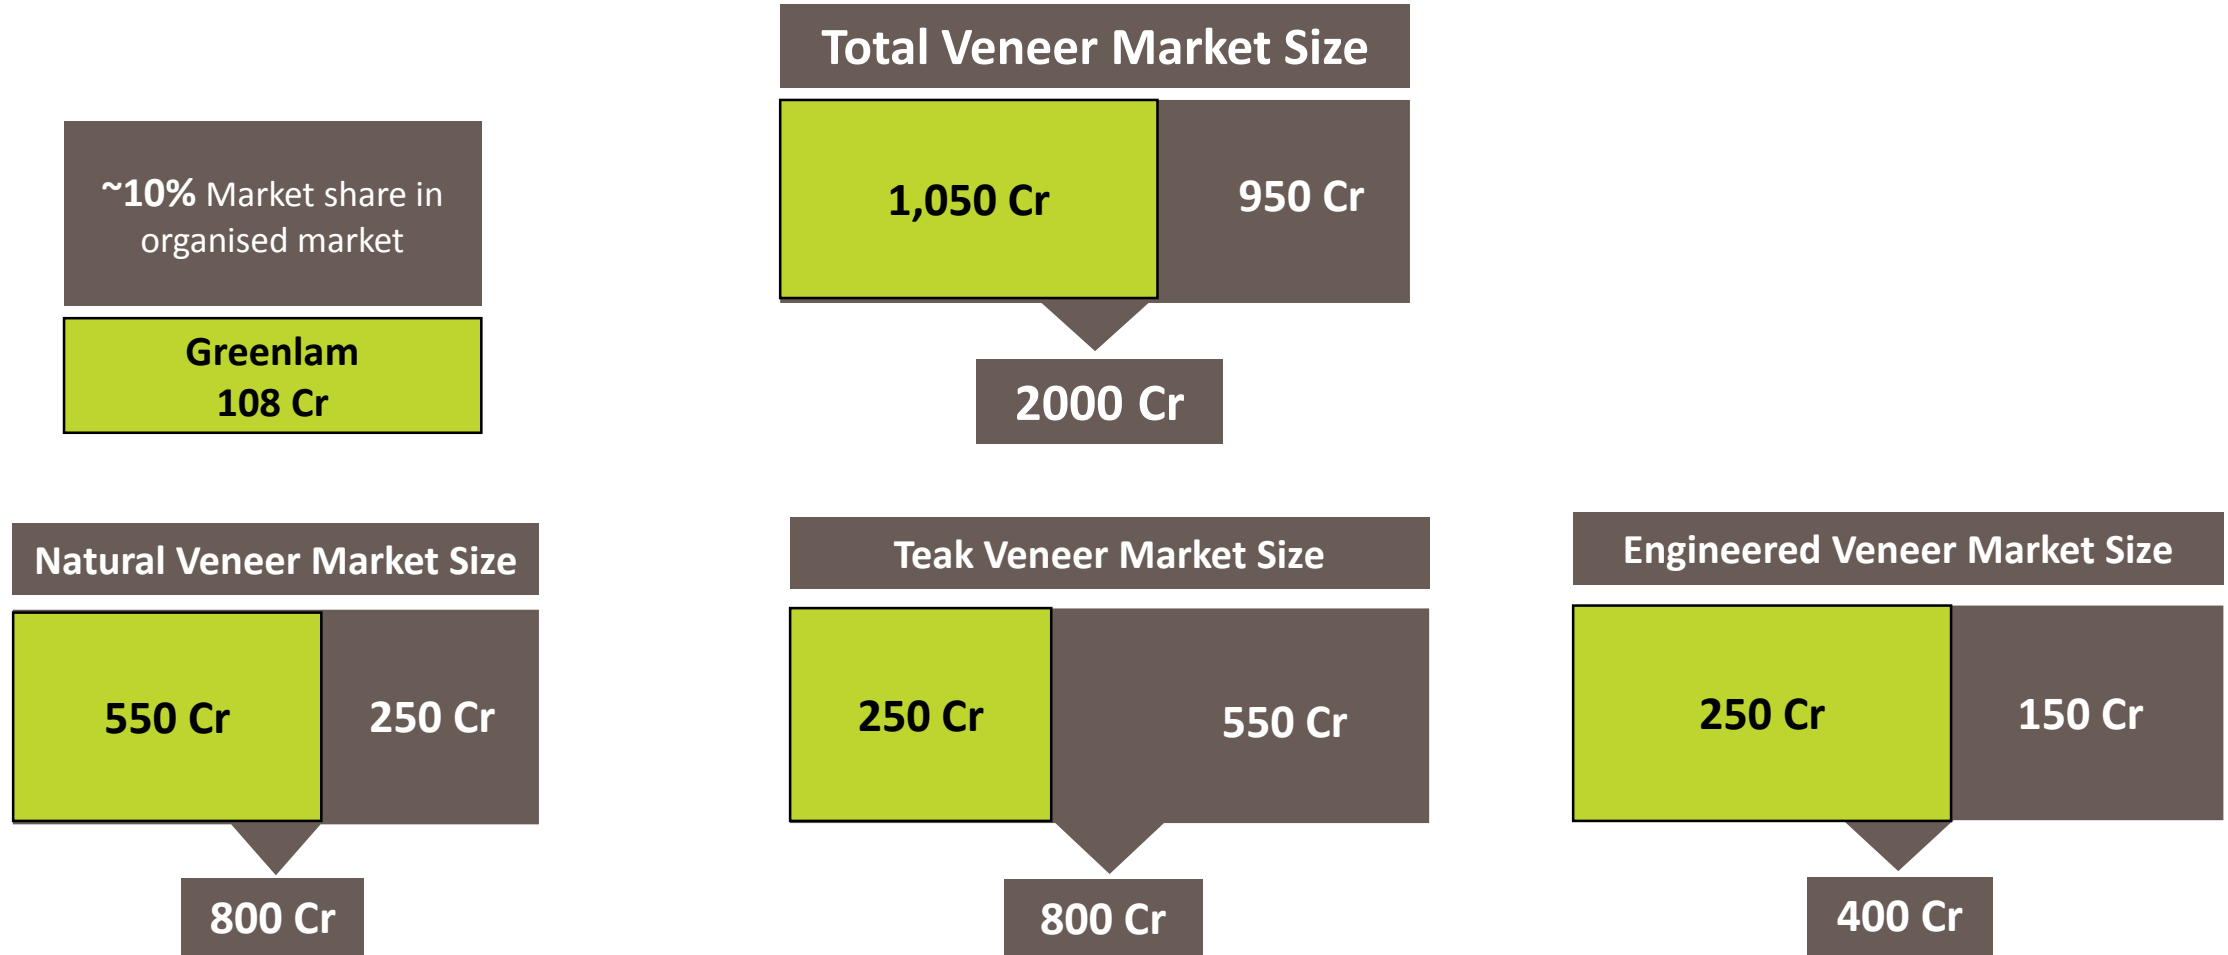 Total Veneer Market Size
1,050 Cr
950 Cr
2000 Cr
~10% Market share in
organised market
Greenlam
108 Cr
Natural Veneer Market Size
550 Cr
250 Cr
800 Cr
Teak Veneer Market Size
250 Cr
550 Cr
800 Cr
Engineered Veneer Market Size
250 Cr
150 Cr
400 Cr